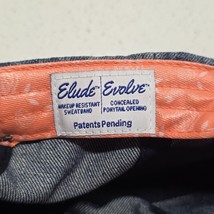 Elude™ Evolve™
MAKEUP RESISTANT CONCEALED
SWEATBAND PONYTAIL OPENING
Patents Pending